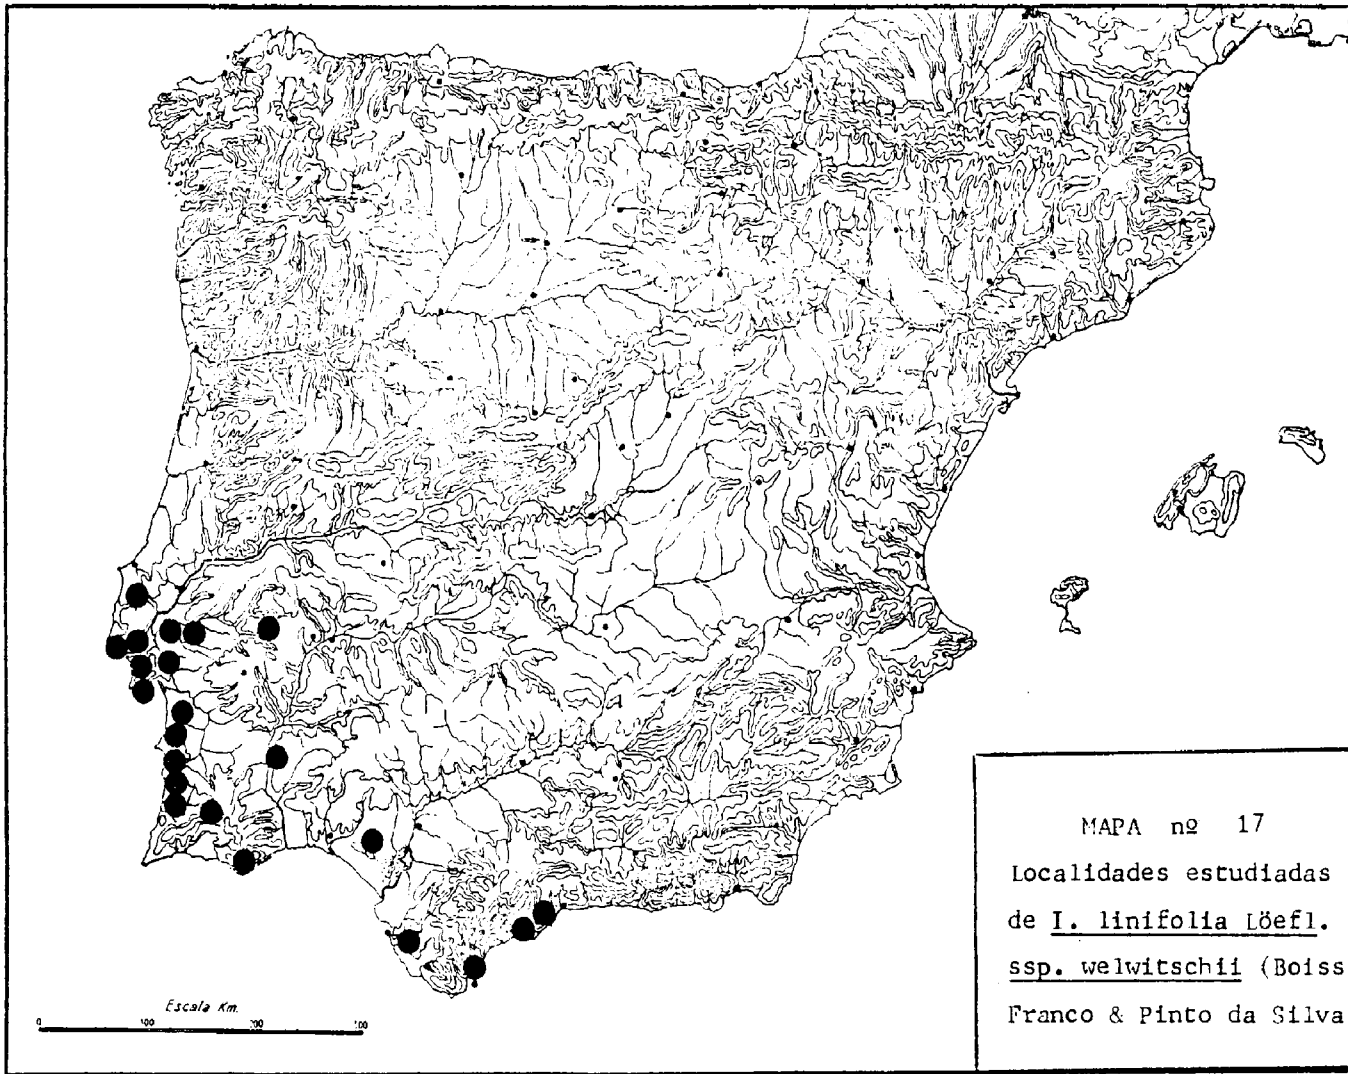 MAPA nº 17
Localidades estudiadas
de I. linifolia Löefl.
ssp. welwitschii (Boiss
Franco & Pinto da Silva
Escala Km.
0 100 200 300